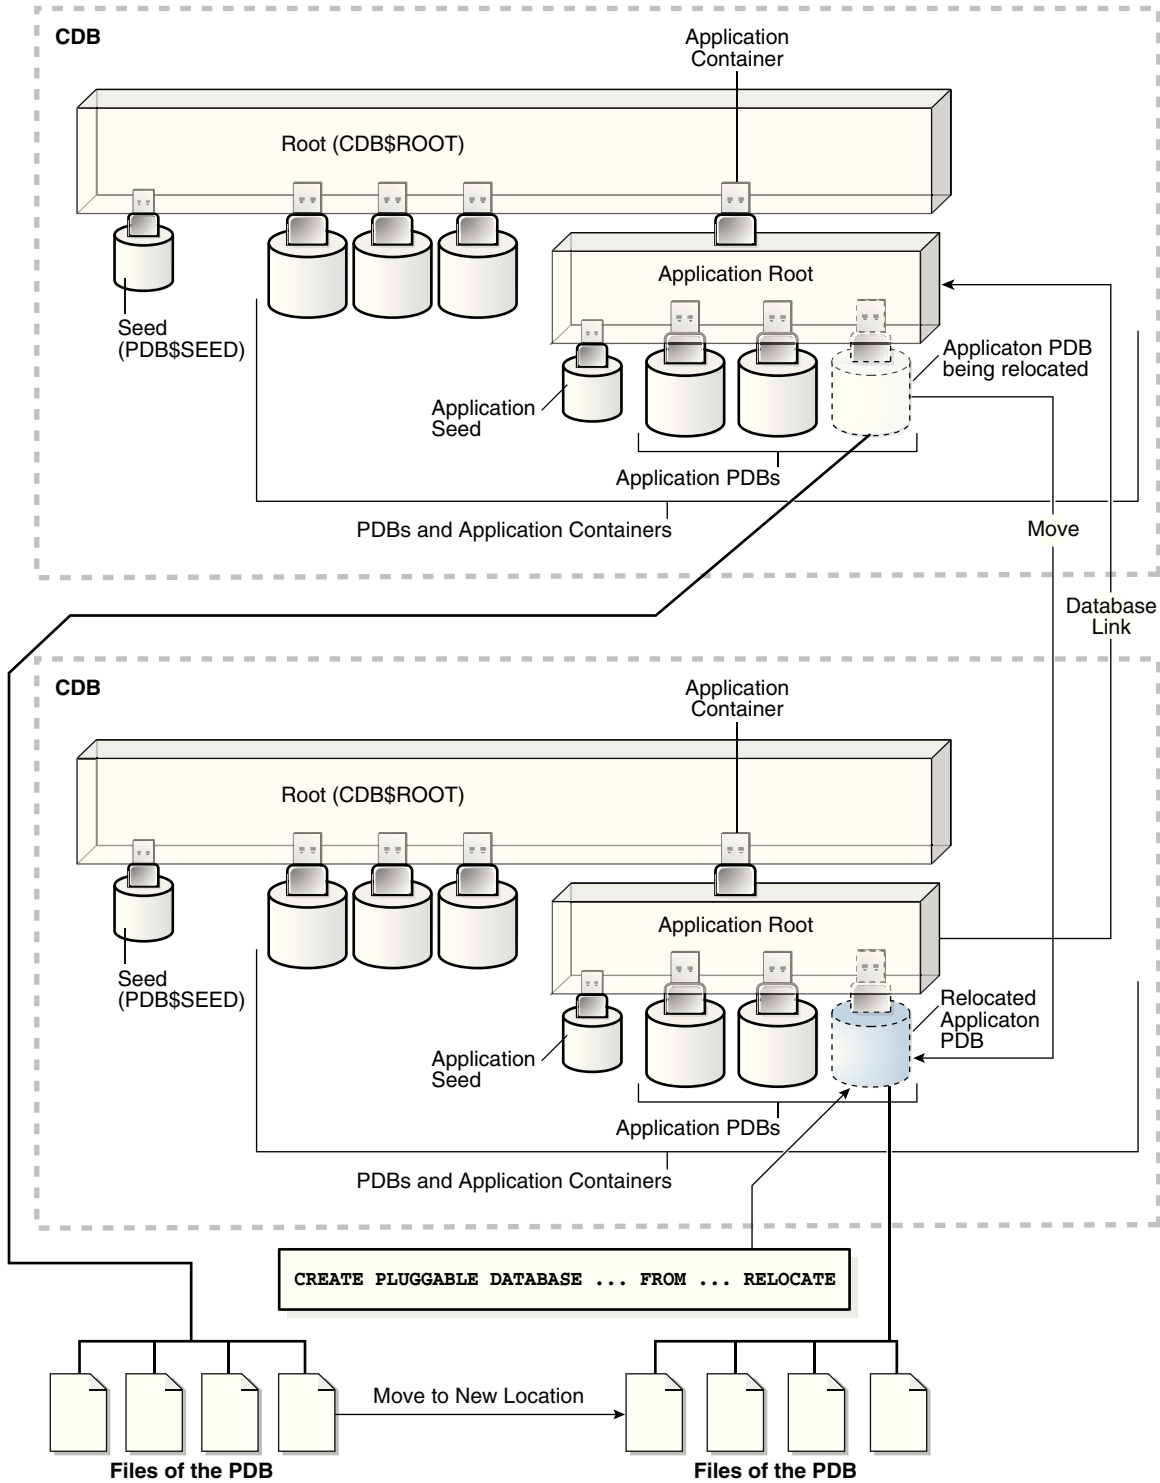 CDB
Application
Container
Root (CDB$ROOT)
Application Root
Seed
(PDB$SEED)
Applicaton PDB
being relocated
Application
Seed
Application PDBs
PDBs and Application Containers
Move
Database
Link
CDB
Application
Container
Root (CDB$ROOT)
Application Root
Seed
(PDB$SEED)
Relocated
Applicaton
PDB
Application
Seed
Application PDBs
PDBs and Application Containers
CREATE PLUGGABLE DATABASE ... FROM ... RELOCATE
Move to New Location
Files of the PDB
Files of the PDB